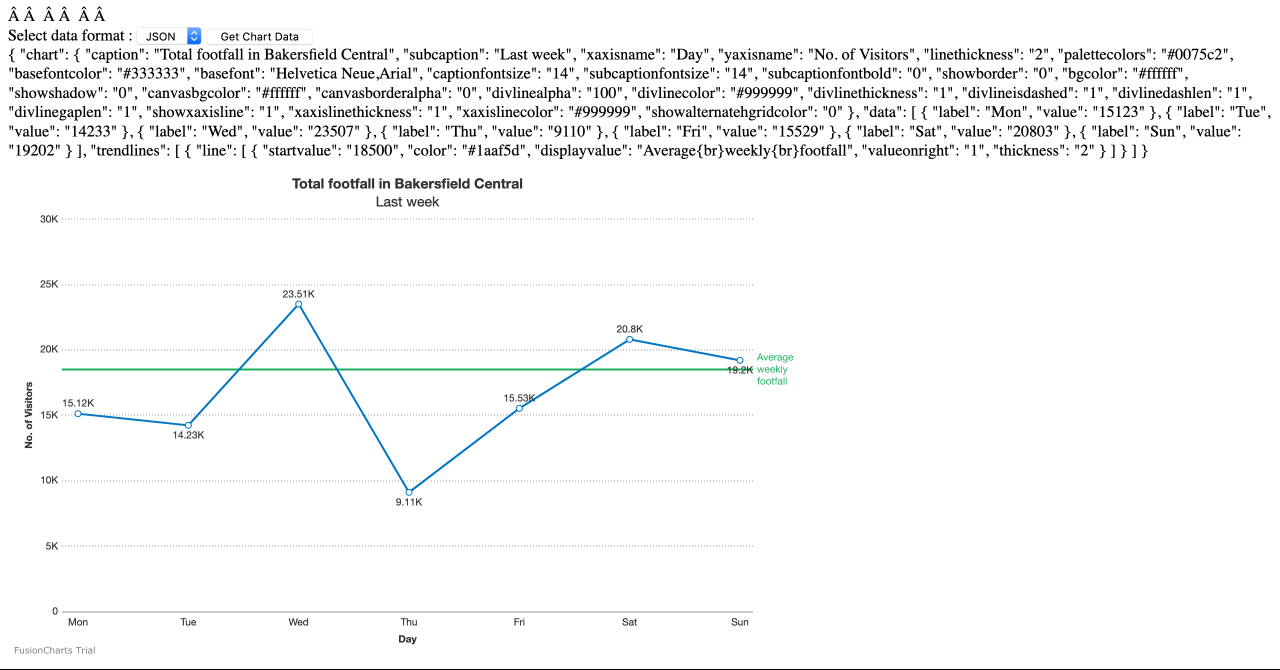 Â Â  Â Â  Â Â
Select data format : JSON Get Chart Data
{ "chart": { "caption": "Total footfall in Bakersfield Central", "subcaption": "Last week", "xaxisname": "Day", "yaxisname": "No. of Visitors", "linethickness": "2", "palettecolors": "#0075c2",
"basefontcolor": "#333333", "basefont": "Helvetica Neue,Arial", "captionfontsize": "14", "subcaptionfontsize": "14", "subcaptionfontbold": "0", "showborder": "0", "bgcolor": "#ffffff",
"showshadow": "0", "canvasbgcolor": "#ffffff", "canvasborderalpha": "0", "divlinealpha": "100", "divlinecolor": "#999999", "divlinethickness": "1", "divlineisdashed": "1", "divlinedashlen": "1",
"divlinegaplen": "1", "showxaxisline": "1", "xaxislinethickness": "1", "xaxislinecolor": "#999999", "showalternatehgridcolor": "0" }, "data": [ { "label": "Mon", "value": "15123" }, { "label": "Tue",
"value": "14233" }, { "label": "Wed", "value": "23507" }, { "label": "Thu", "value": "9110" }, { "label": "Fri", "value": "15529" }, { "label": "Sat", "value": "20803" }, { "label": "Sun", "value":
"19202" } ], "trendlines": [ { "line": [ { "startvalue": "18500", "color": "#1aaf5d", "displayvalue": "Average{br}weekly{br}footfall", "valueonright": "1", "thickness": "2" } ] } ] }
Total footfall in Bakersfield Central
Last week
30K
25K
23.51K
20K
20.8K
Average
weekly
footfall
19.2K
No. of Visitors
15.12K
15.53K
15K
14.23K
10K
9.11K
5K
0
Mon Tue Wed Thu Fri Sat Sun
Day
FusionCharts Trial